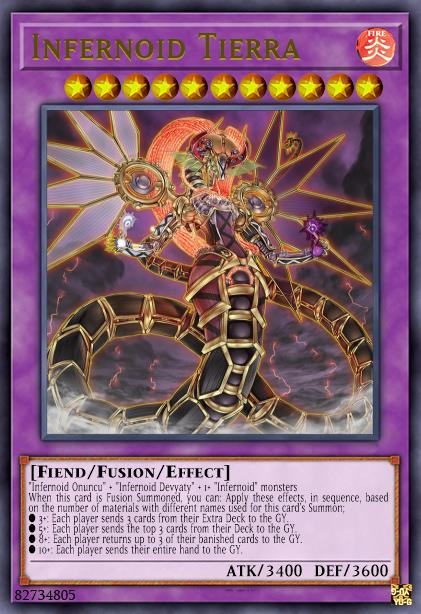 INFERNOID TIERRA
FIRE
炎
[FIEND/FUSION/EFFECT]
"Infernoid Onuncu" + "Infernoid Devyaty" + 1+ "Infernoid" monsters
When this card is Fusion Summoned, you can: Apply these effects, in sequence, based
on the number of materials with different names used for this card's Summon;
● 3+: Each player sends 3 cards from their Extra Deck to the GY.
● 5+: Each player sends the top 3 cards from their Deck to the GY.
● 8+: Each player returns up to 3 of their banished cards to the GY.
● 10+: Each player sends their entire hand to the GY.
ATK/3400 DEF/3600
82734805